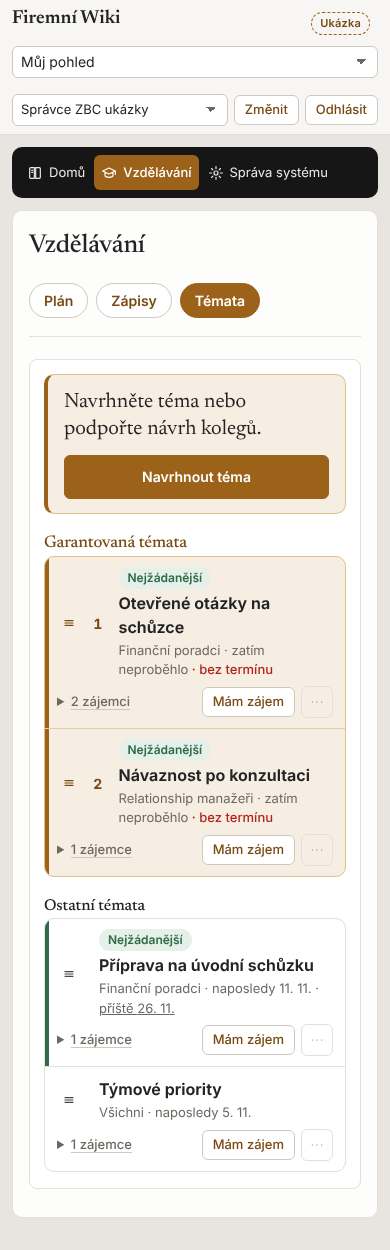 Firemní Wiki
Ukázka
Můj pohled
Správce ZBC ukázky
Změnit
Odhlásit
Domů
Vzdělávání
Správa systému
Vzdělávání
Plán
Zápisy
Témata
Navrhněte téma nebo
podpořte návrh kolegů.
Navrhnout téma
Garantovaná témata
Nejžádanější
1
Otevřené otázky na
schůzce
Finanční poradci · zatím
neproběhlo · bez termínu
2 zájemci
Mám zájem
···
Nejžádanější
2
Návaznost po konzultaci
Relationship manažeři · zatím
neproběhlo · bez termínu
1 zájemce
Mám zájem
···
Ostatní témata
Nejžádanější
Příprava na úvodní schůzku
Finanční poradci · naposledy 11. 11. ·
příště 26. 11.
1 zájemce
Mám zájem
···
Týmové priority
Všichni · naposledy 5. 11.
1 zájemce
Mám zájem
···